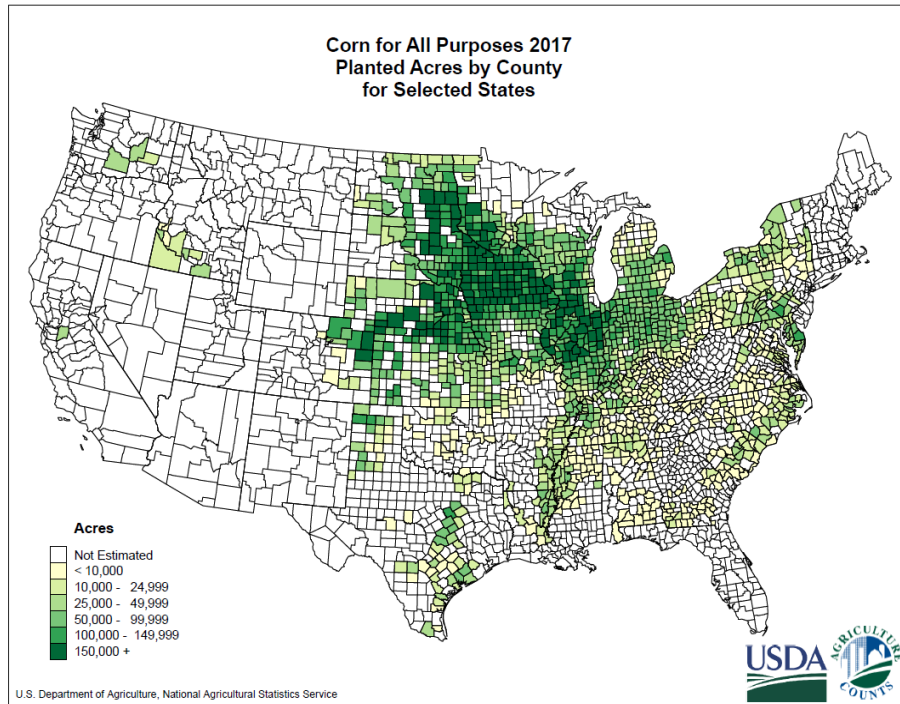 Corn for All Purposes 2017
Planted Acres by County
for Selected States
Acres
Not Estimated
< 10,000
10,000 - 24,999
25,000 - 49,999
50,000 - 99,999
100,000 - 149,999
150,000 +
USDA
AGRICULTURE
COUNTS
U.S. Department of Agriculture, National Agricultural Statistics Service